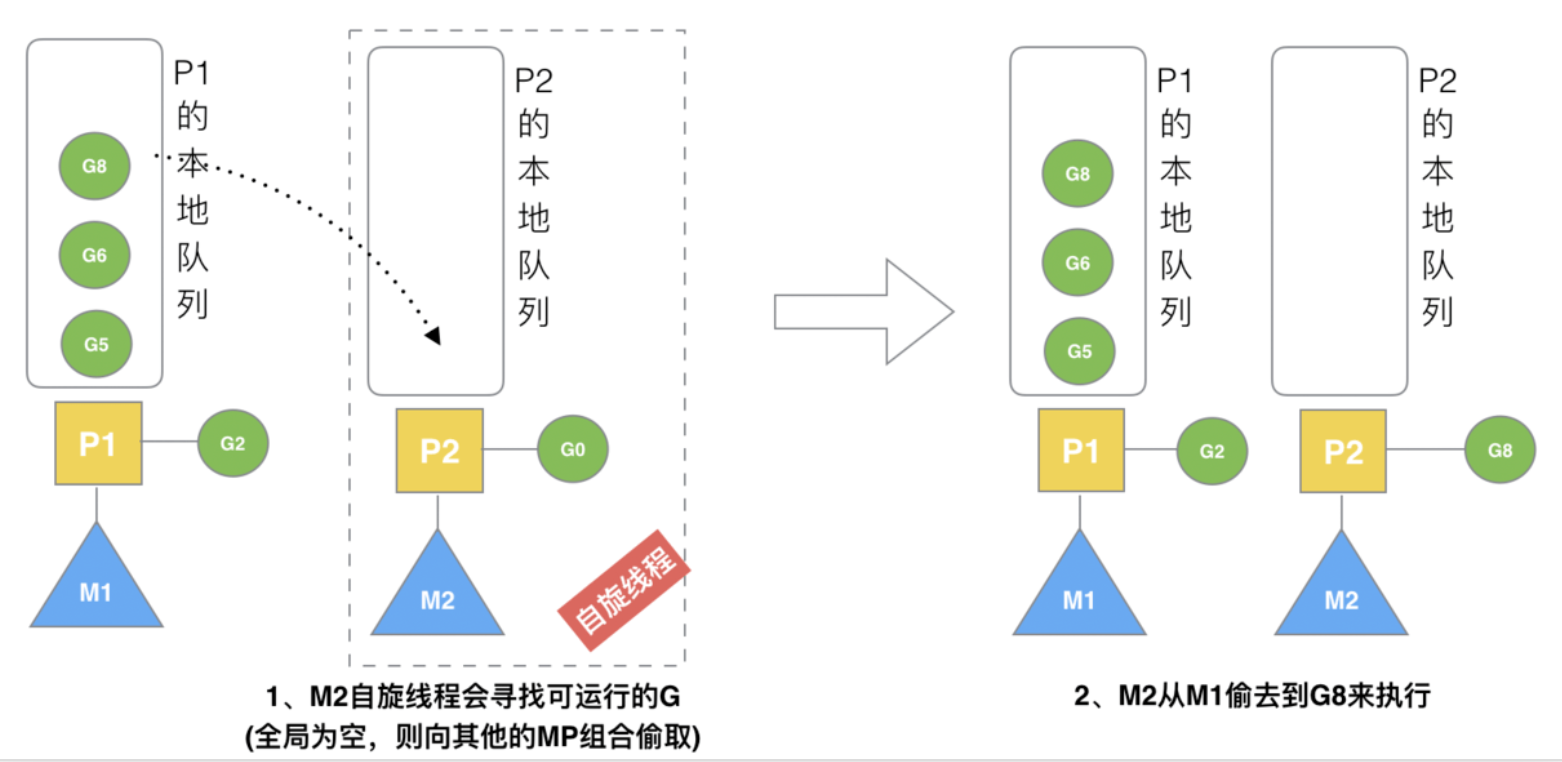 P1的本地队列
G8
G6
G5
P1
G2
M1
P2的本地队列
P2
G0
M2
自旋线程
1、M2自旋线程会寻找可运行的G
(全局为空，则向其他的MP组合偷取)
P1的本地队列
G8
G6
G5
P1
G2
M1
P2的本地队列
P2
G8
M2
2、M2从M1偷去到G8来执行